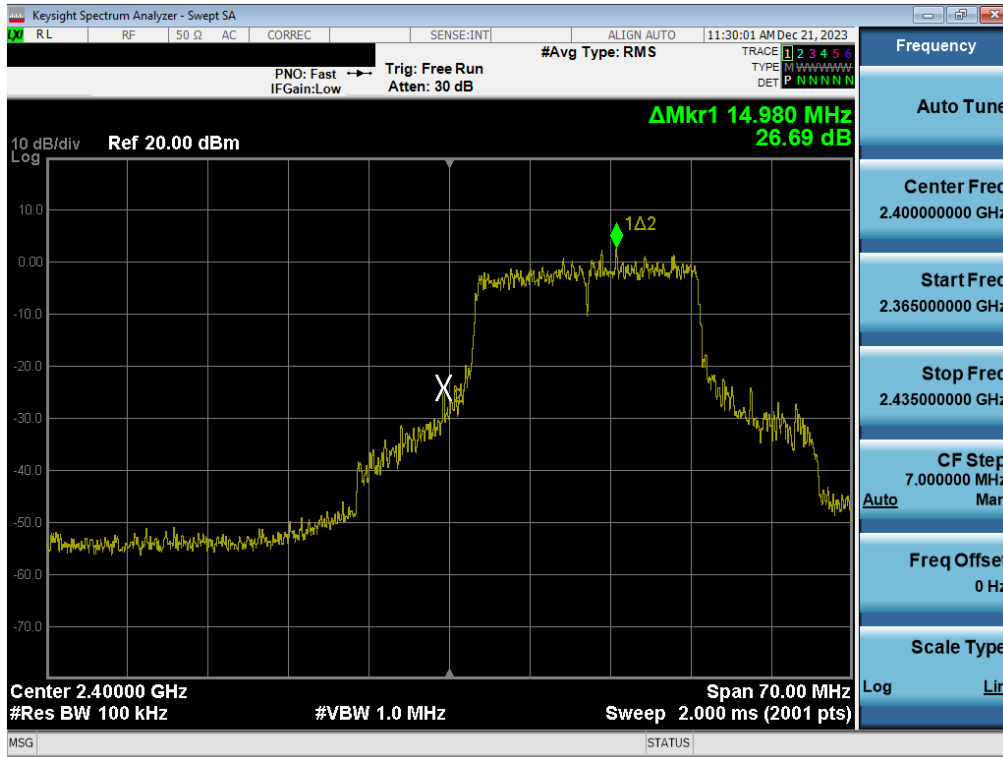 Keysight Spectrum Analyzer - Swept SA
LXI RL RF 50 Ω AC CORREC SENSE:INT ALIGN AUTO 11:30:01 AM Dec 21, 2023
#Avg Type: RMS TRACE 1 2 3 4 5 6
PNO: Fast Trig: Free Run TYPE M WWWWW
IFGain:Low Atten: 30 dB DET P N N N N N
ΔMkr1 14.980 MHz
26.69 dB
10 dB/div Ref 20.00 dBm
Log
1Δ2
10.0
0.00
-10.0
-20.0
-30.0
-40.0
-50.0
-60.0
-70.0
Center 2.40000 GHz Span 70.00 MHz
#Res BW 100 kHz #VBW 1.0 MHz Sweep 2.000 ms (2001 pts)
MSG STATUS
Frequency
Auto Tune
Center Freq
2.400000000 GHz
Start Freq
2.365000000 GHz
Stop Freq
2.435000000 GHz
CF Step
7.000000 MHz
Auto Man
Freq Offset
0 Hz
Scale Type
Log Lin